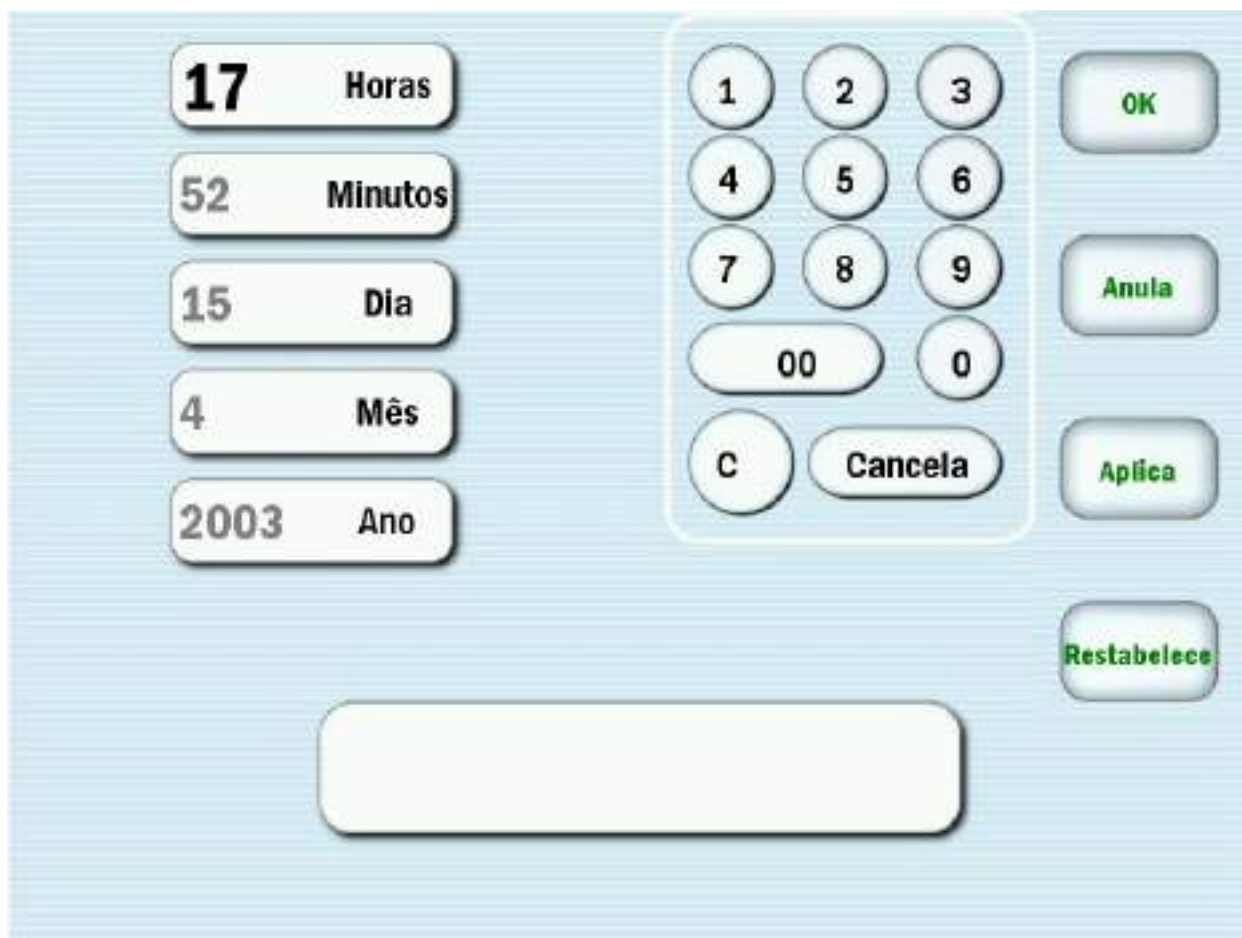 17 Horas
52 Minutos
15 Dia
4 Mês
2003 Ano
1 2 3
4 5 6
7 8 9
00 0
C Cancela
OK
Anula
Aplica
Restabelece